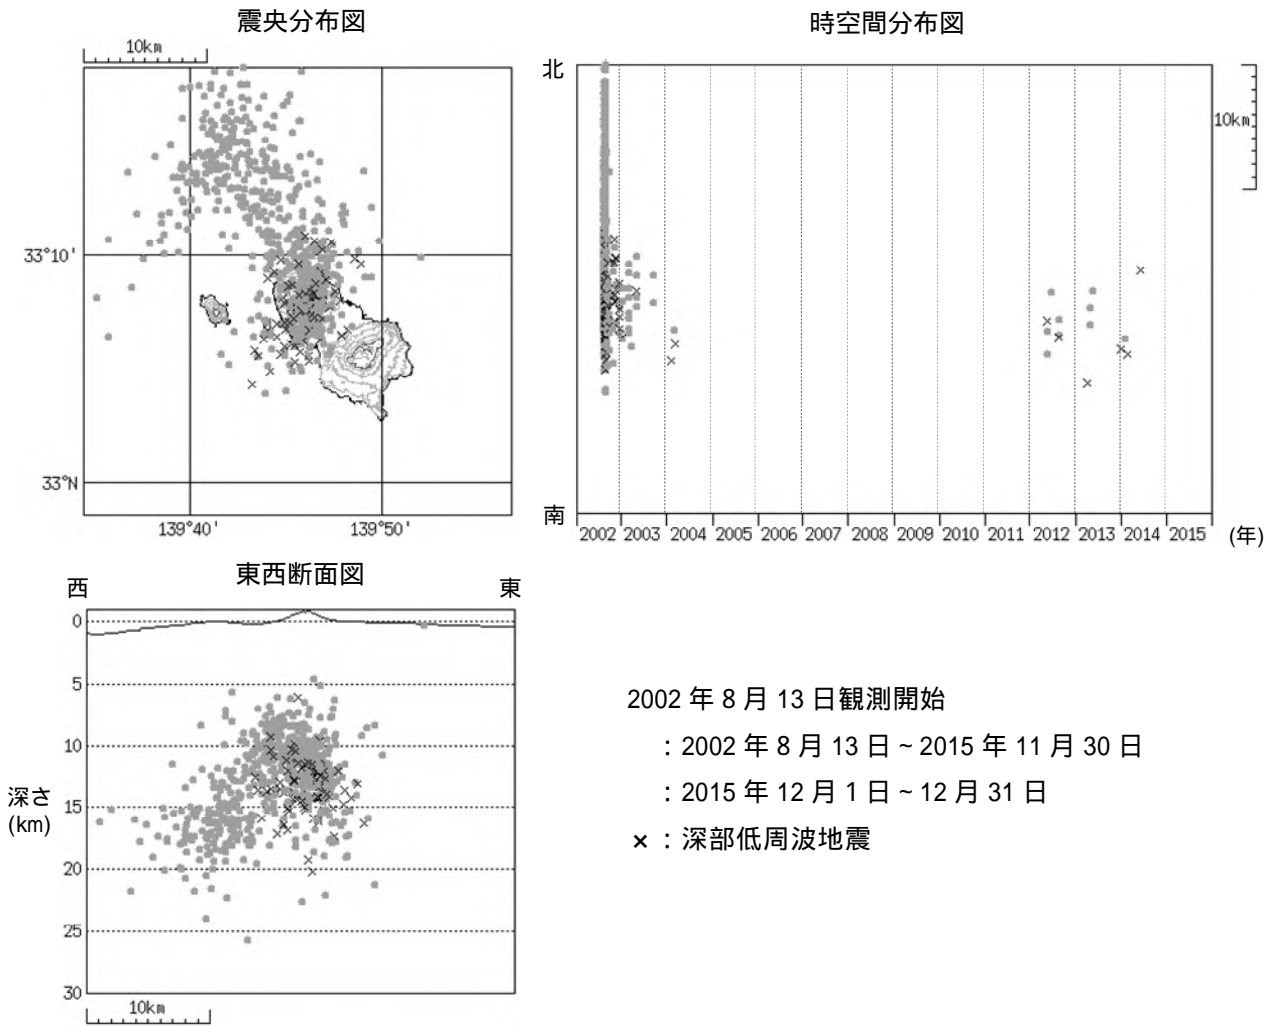 震央分布図
時空間分布図
10km
33°10'
33°N
139°40'
139°50'
北
南
10km
2002 2003 2004 2005 2006 2007 2008 2009 2010 2011 2012 2013 2014 2015 (年)
東西断面図
西
東
深さ
(km)
0
5
10
15
20
25
30
10km
2002 年 8 月 13 日観測開始
:2002 年 8 月 13 日~2015 年 11 月 30 日
:2015 年 12 月 1 日~12 月 31 日
×:深部低周波地震